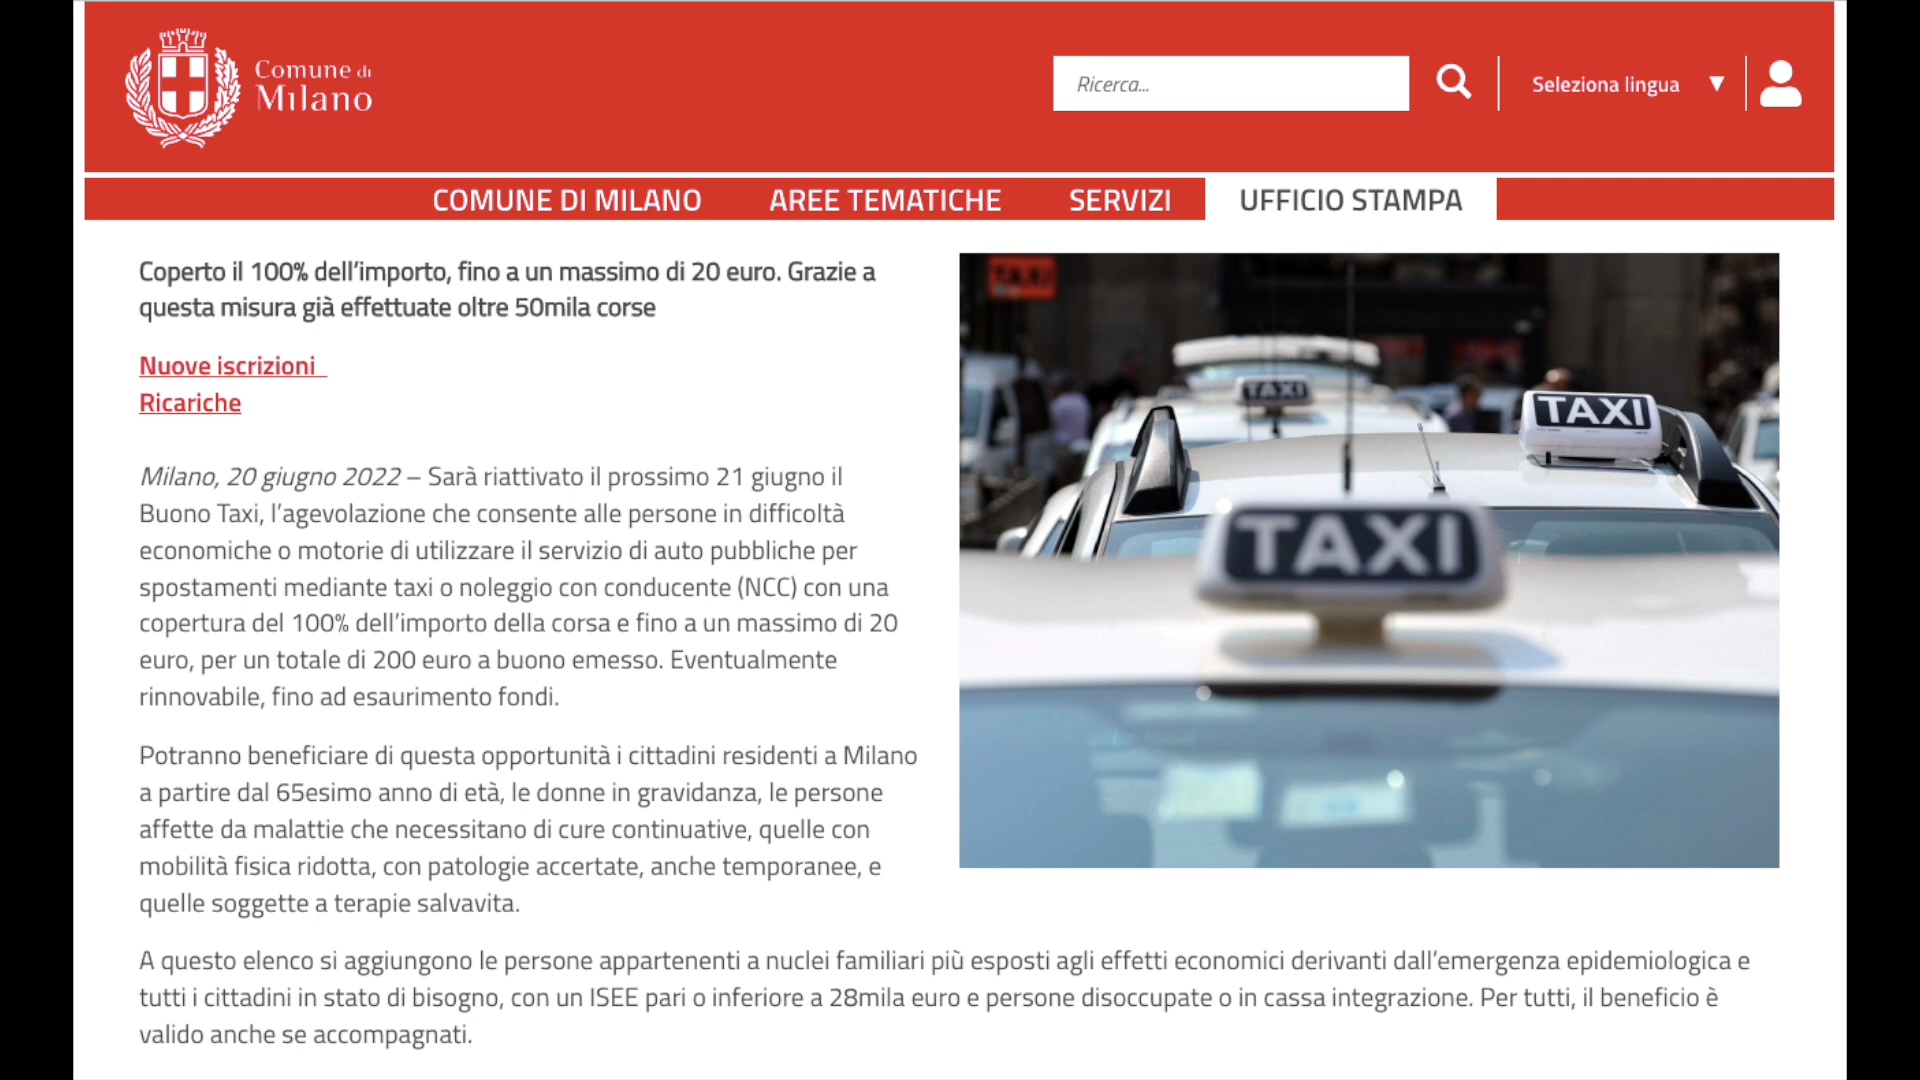 Comune di
Milano
Ricerca...
Seleziona lingua
COMUNE DI MILANO
AREE TEMATICHE
SERVIZI
UFFICIO STAMPA
Coperto il 100% dell’importo, fino a un massimo di 20 euro. Grazie a
questa misura già effettuate oltre 50mila corse
Nuove iscrizioni
Ricariche
Milano, 20 giugno 2022 – Sarà riattivato il prossimo 21 giugno il
Buono Taxi, l’agevolazione che consente alle persone in difficoltà
economiche o motorie di utilizzare il servizio di auto pubbliche per
spostamenti mediante taxi o noleggio con conducente (NCC) con una
copertura del 100% dell’importo della corsa e fino a un massimo di 20
euro, per un totale di 200 euro a buono emesso. Eventualmente
rinnovabile, fino ad esaurimento fondi.
Potranno beneficiare di questa opportunità i cittadini residenti a Milano
a partire dal 65esimo anno di età, le donne in gravidanza, le persone
affette da malattie che necessitano di cure continuative, quelle con
mobilità fisica ridotta, con patologie accertate, anche temporanee, e
quelle soggette a terapie salvavita.
TAXI
TAXI
TAXI
TAXI
A questo elenco si aggiungono le persone appartenenti a nuclei familiari più esposti agli effetti economici derivanti dall’emergenza epidemiologica e
tutti i cittadini in stato di bisogno, con un ISEE pari o inferiore a 28mila euro e persone disoccupate o in cassa integrazione. Per tutti, il beneficio è
valido anche se accompagnati.